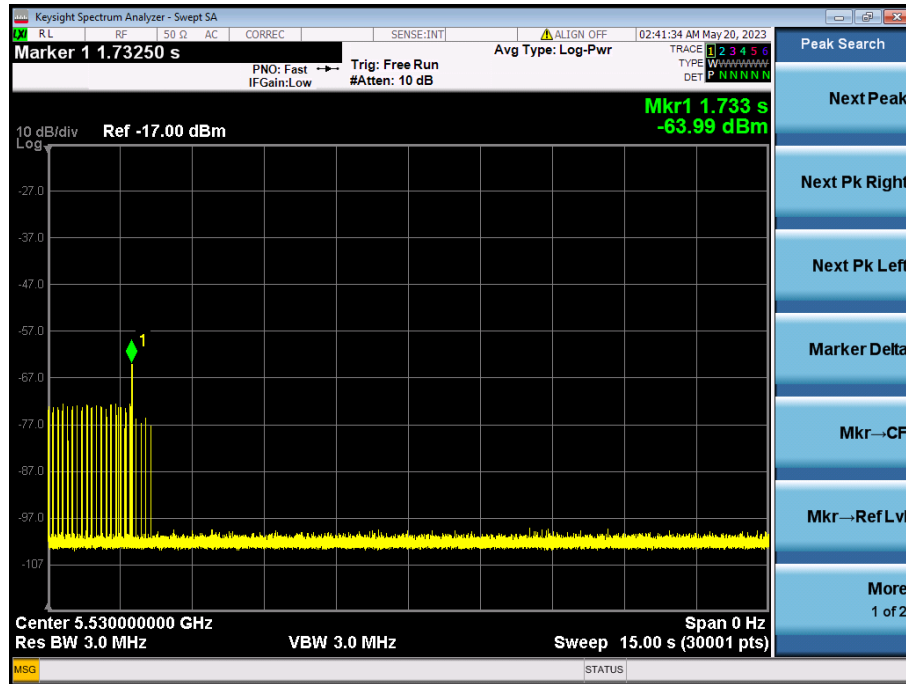 Keysight Spectrum Analyzer - Swept SA
LXI RL RF 50 Ω AC CORREC SENSE:INT ALIGN OFF 02:41:34 AM May 20, 2023
Marker 1 1.73250 s
PNO: Fast
IFGain:Low
Trig: Free Run
#Atten: 10 dB
Avg Type: Log-Pwr
TRACE 1 2 3 4 5 6
TYPE WWWWWW
DET P N N N N N
Mkr1 1.733 s
-63.99 dBm
10 dB/div Ref -17.00 dBm
Log
-27.0
-37.0
-47.0
-57.0
1
-67.0
-77.0
-87.0
-97.0
-107
Center 5.530000000 GHz Span 0 Hz
Res BW 3.0 MHz VBW 3.0 MHz Sweep 15.00 s (30001 pts)
MSG STATUS
Peak Search
Next Peak
Next Pk Right
Next Pk Left
Marker Delta
Mkr→CF
Mkr→Ref Lvl
More
1 of 2